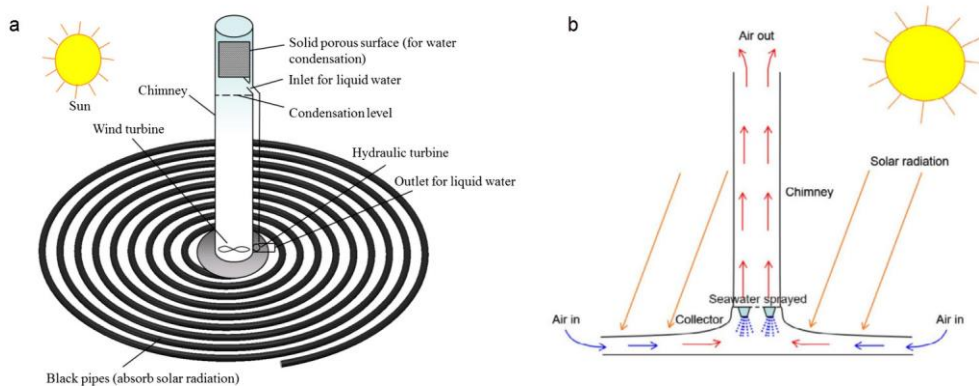 a
Sun
Solid porous surface (for water
condensation)
Inlet for liquid water
Chimney
Condensation level
Wind turbine
Hydraulic turbine
Outlet for liquid water
Black pipes (absorb solar radiation)
b
Air out
Solar radiation
Chimney
Seawater sprayed
Collector
Air in
Air in